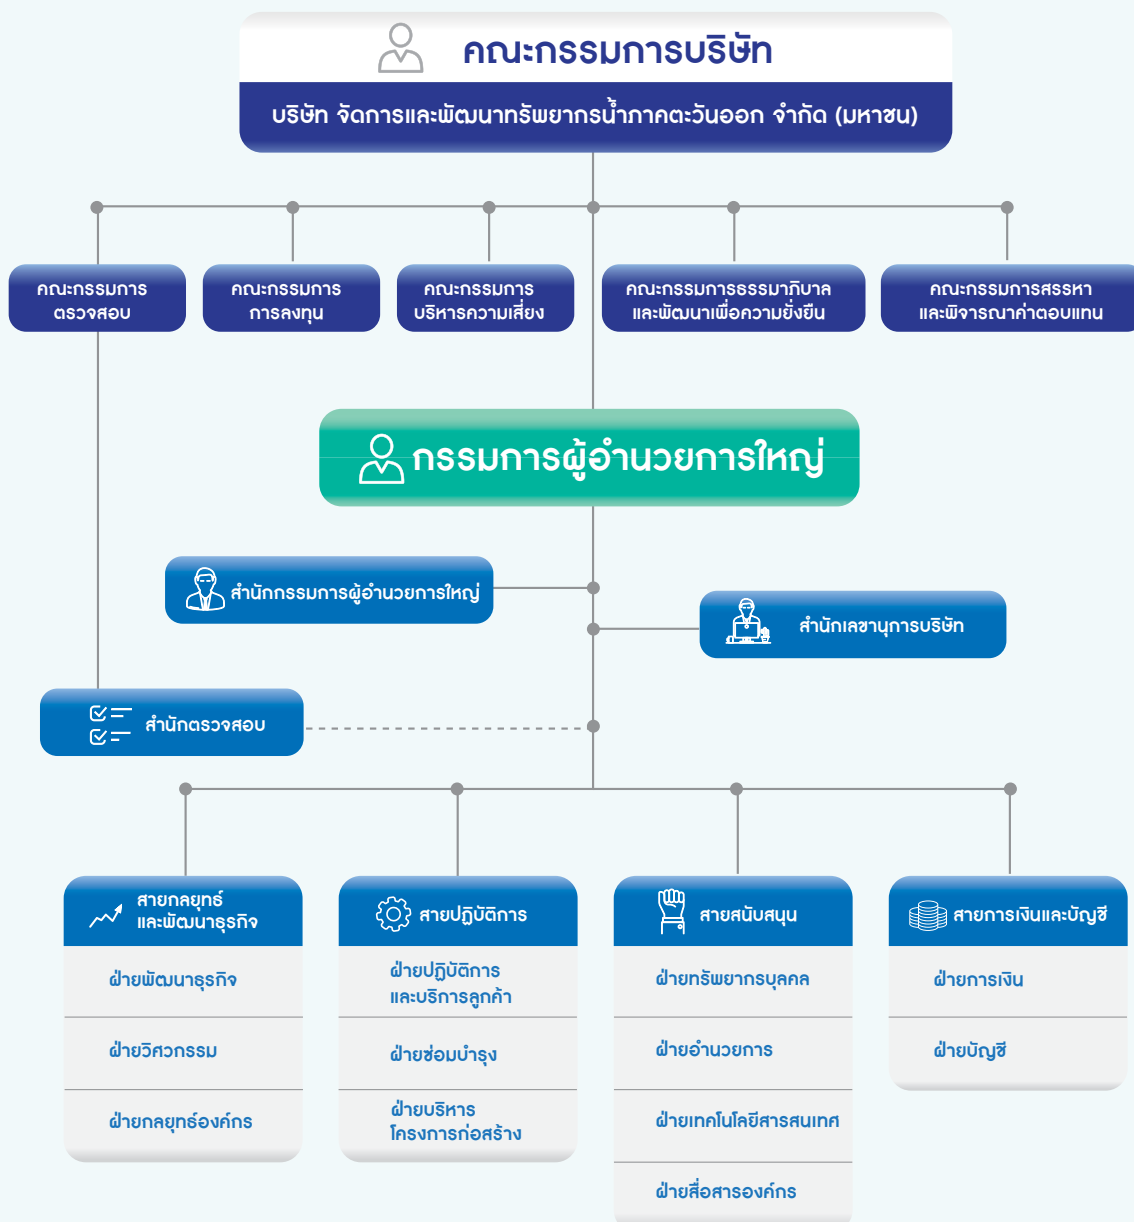 คณะกรรมการบริษัท
บริษัท จัดการและพัฒนาทรัพยากรน้ำภาคตะวันออก จำกัด (มหาชน)
คณะกรรมการ
ตรวจสอบ
คณะกรรมการ
การลงทุน
คณะกรรมการ
บริหารความเสี่ยง
คณะกรรมการธรรมาภิบาล
และพัฒนาเพื่อความยั่งยืน
คณะกรรมการสรรหา
และพิจารณาค่าตอบแทน
กรรมการผู้อำนวยการใหญ่
สำนักกรรมการผู้อำนวยการใหญ่
สำนักเลขานุการบริษัท
สำนักตรวจสอบ
สายกลยุทธ์
และพัฒนาธุรกิจ
ฝ่ายพัฒนาธุรกิจ
ฝ่ายวิศวกรรม
ฝ่ายกลยุทธ์องค์กร
สายปฏิบัติการ
ฝ่ายปฏิบัติการ
และบริการลูกค้า
ฝ่ายซ่อมบำรุง
ฝ่ายบริหาร
โครงการก่อสร้าง
สายสนับสนุน
ฝ่ายทรัพยากรบุคคล
ฝ่ายอำนวยการ
ฝ่ายเทคโนโลยีสารสนเทศ
ฝ่ายสื่อสารองค์กร
สายการเงินและบัญชี
ฝ่ายการเงิน
ฝ่ายบัญชี